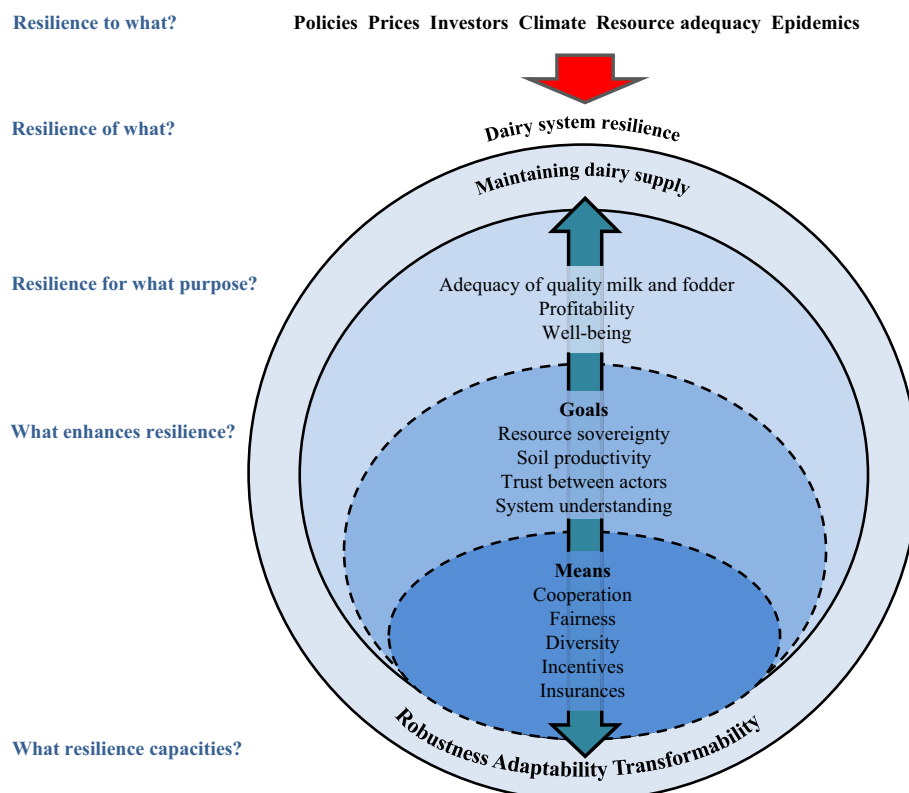 Resilience to what?
Policies Prices Investors Climate Resource adequacy Epidemics
Resilience of what?
Dairy system resilience
Maintaining dairy supply
Resilience for what purpose?
Adequacy of quality milk and fodder
Profitability
Well-being
What enhances resilience?
Goals
Resource sovereignty
Soil productivity
Trust between actors
System understanding
Means
Cooperation
Fairness
Diversity
Incentives
Insurances
What resilience capacities?
Robustness Adaptability Transformability